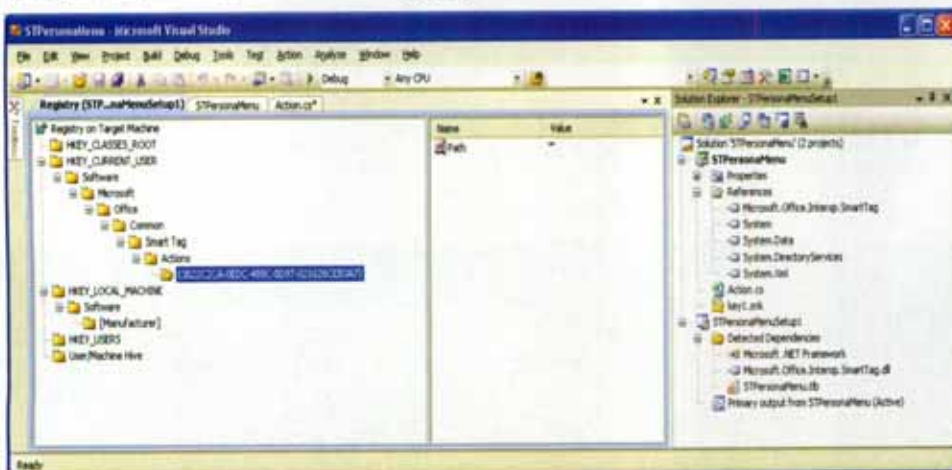 STPersonaMenu - Microsoft Visual Studio
File Edit View Project Build Debug Tools Test Action Analyze Window Help
Debug Any CPU
Registry (STP...naMenuSetup1) STPersonaMenu Action.cs*
Solution Explorer - STPersonaMenuSetup1
Toolbox
Registry on Target Machine
HKEY_CLASSES_ROOT
HKEY_CURRENT_USER
Software
Microsoft
Office
Common
Smart Tag
Actions
HKEY_LOCAL_MACHINE
Software
[Manufacturer]
HKEY_USERS
User/Machine Hive
Name Value
Path ""
Solution 'STPersonaMenu' (2 projects)
STPersonaMenu
Properties
References
Microsoft.Office.Interop.SmartTag
System
System.Data
System.DirectoryServices
System.Xml
Action.cs
key1.snk
STPersonaMenuSetup1
Detected Dependencies
Microsoft .NET Framework
Microsoft.Office.Interop.SmartTag.dll
STPersonaMenu.tlb
Primary output from STPersonaMenu (Active)
Ready